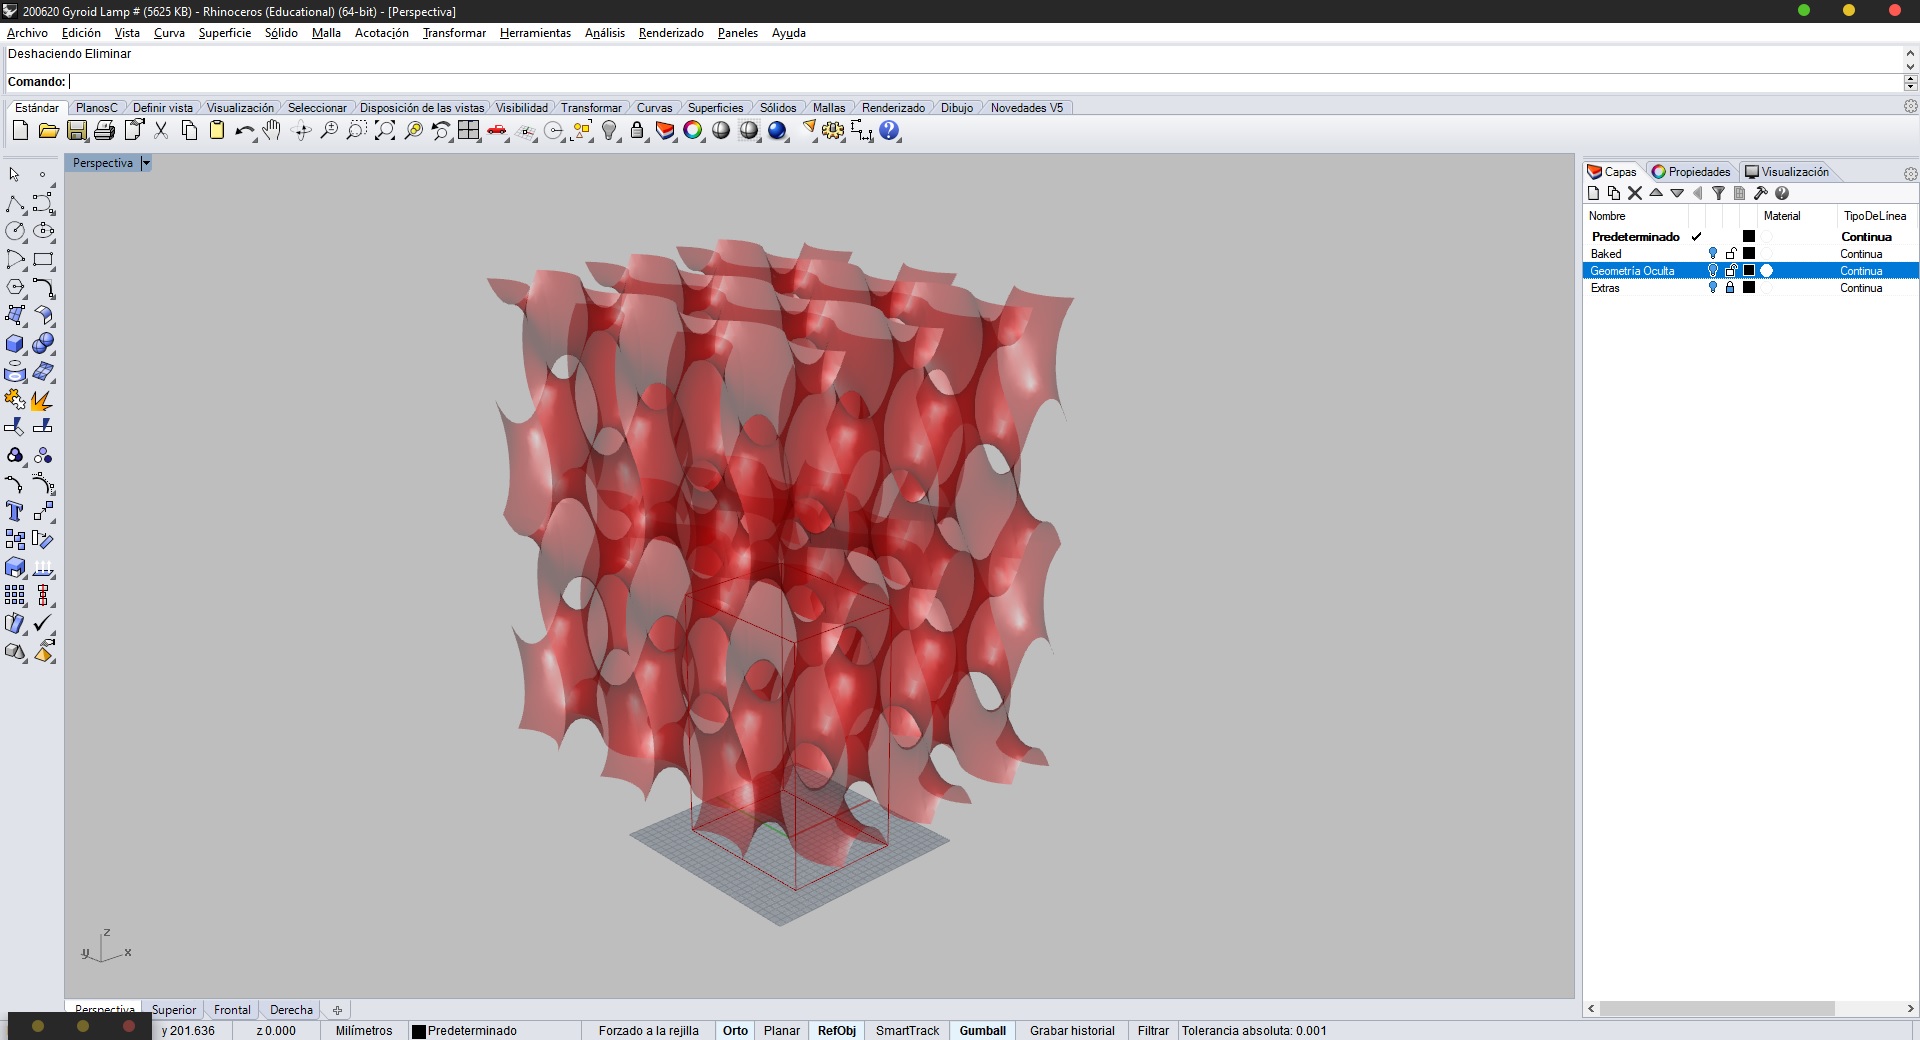 200620 Gyroid Lamp # (5625 KB) - Rhinoceros (Educational) (64-bit) - [Perspectiva]
Archivo Edición Vista Curva Superficie Sólido Malla Acotación Transformar Herramientas Análisis Renderizado Paneles Ayuda
Deshaciendo Eliminar
Comando:
Estándar PlanosC Definir vista Visualización Seleccionar Disposición de las vistas Visibilidad Transformar Curvas Superficies Sólidos Mallas Renderizado Dibujo Novedades V5
Perspectiva
Capas Propiedades Visualización
Nombre Material TipoDeLínea
Predeterminado Continua
Baked Continua
Geometría Oculta Continua
Extras Continua
z
y x
Perspectiva Superior Frontal Derecha
y 201.636 z 0.000 Milímetros Predeterminado Forzado a la rejilla Orto Planar RefObj SmartTrack Gumball Grabar historial Filtrar Tolerancia absoluta: 0.001